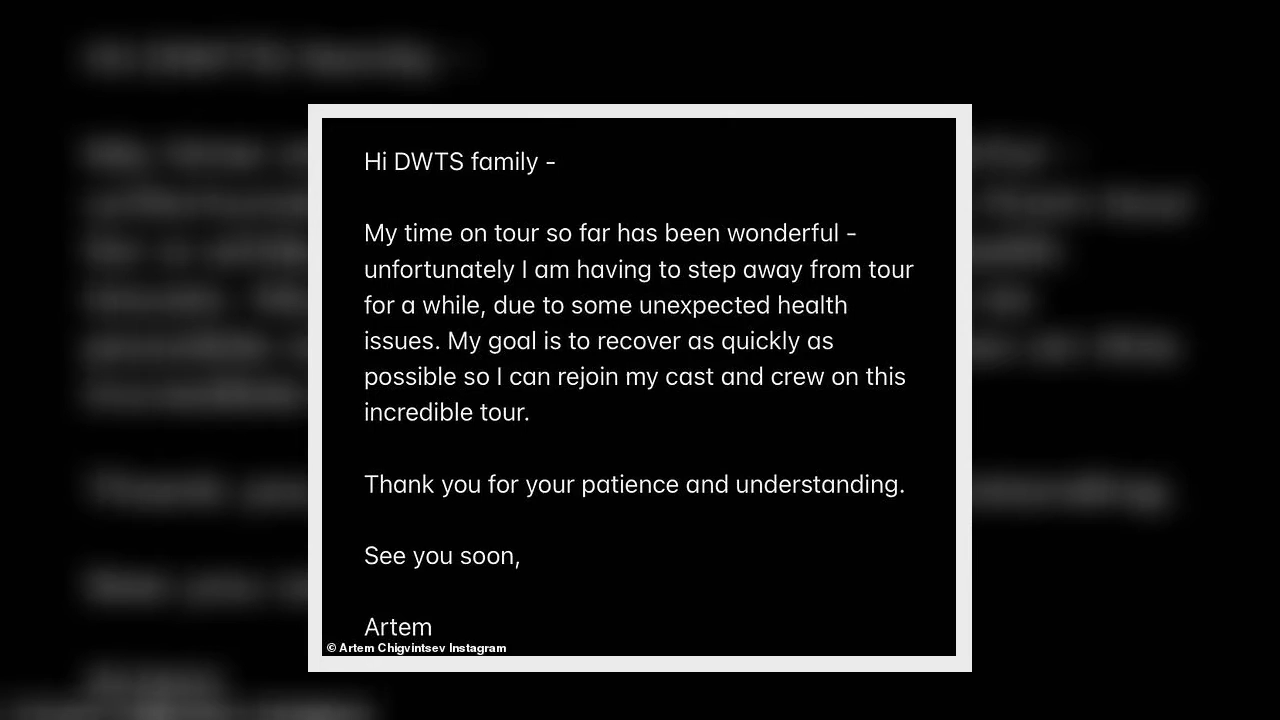 Hi DWTS family -
My time on tour so far has been wonderful -
unfortunately I am having to step away from tour
for a while, due to some unexpected health
issues. My goal is to recover as quickly as
possible so I can rejoin my cast and crew on this
incredible tour.
Thank you for your patience and understanding.
See you soon,
Artem
© Artem Chigvintsev Instagram